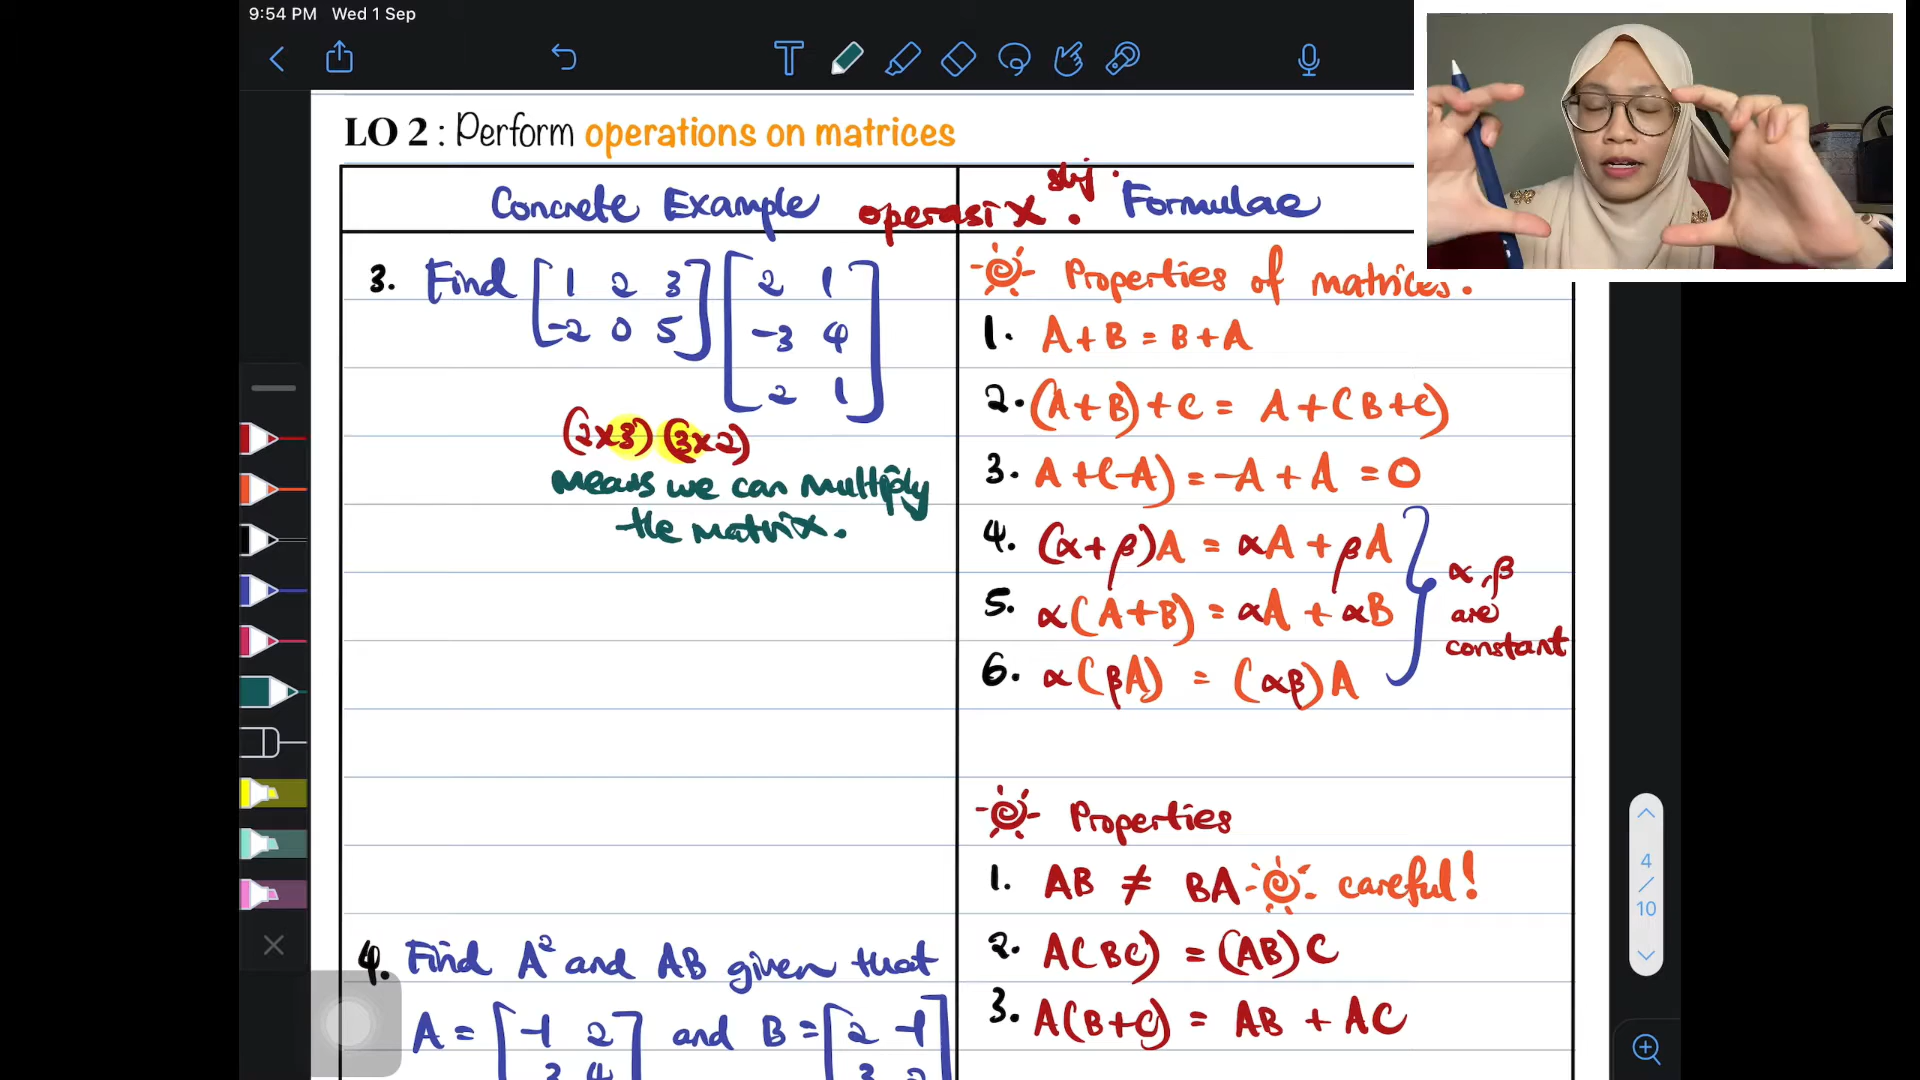 9:54 PM Wed 1 Sep
LO 2 : Perform operations on matrices
Concrete Example
operasi x
Formulae
3. Find [1 2 3] [2 1]
[-2 0 5] [-3 4]
[2 1]
(2x3) (3x2)
means we can multiply
the matrix.
4. Find A² and AB given that
A = [-1 2] and B = [2 -1]
Properties of matrices.
1. A + B = B + A
2. (A+B) + C = A + (B+C)
3. A + (-A) = -A + A = 0
4. (α + β)A = αA + βA
5. α(A+B) = αA + αB
6. α(βA) = (αβ)A
α, β
are
constant
Properties
1. AB ≠ BA careful!
2. A(BC) = (AB)C
3. A(B+C) = AB + AC
4
/
10